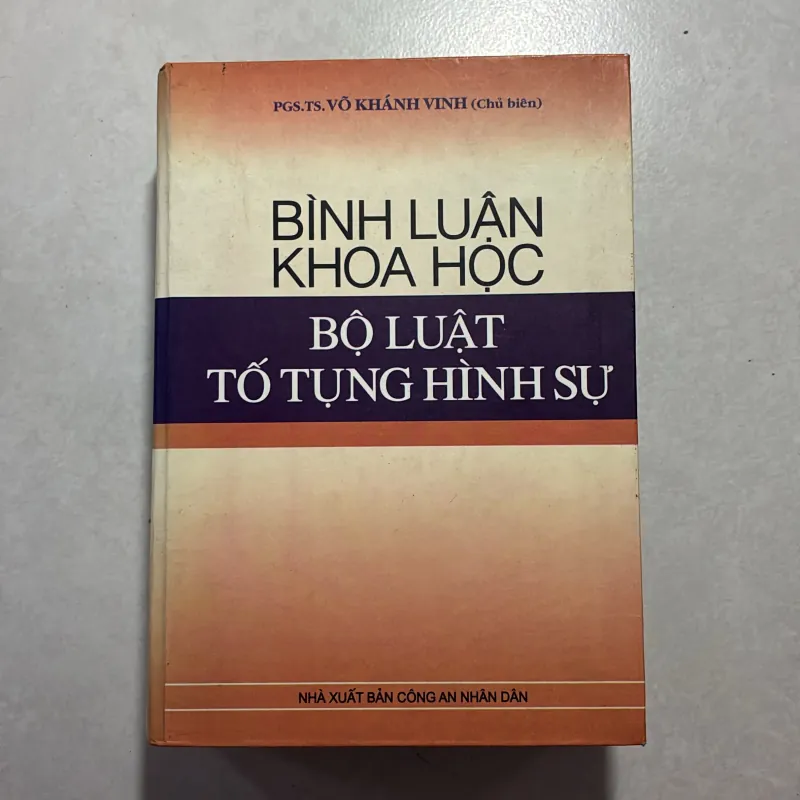 PGS.TS. VÕ KHÁNH VINH (Chủ biên)
BÌNH LUẬN
KHOA HỌC
BỘ LUẬT
TỐ TỤNG HÌNH SỰ
NHÀ XUẤT BẢN CÔNG AN NHÂN DÂN